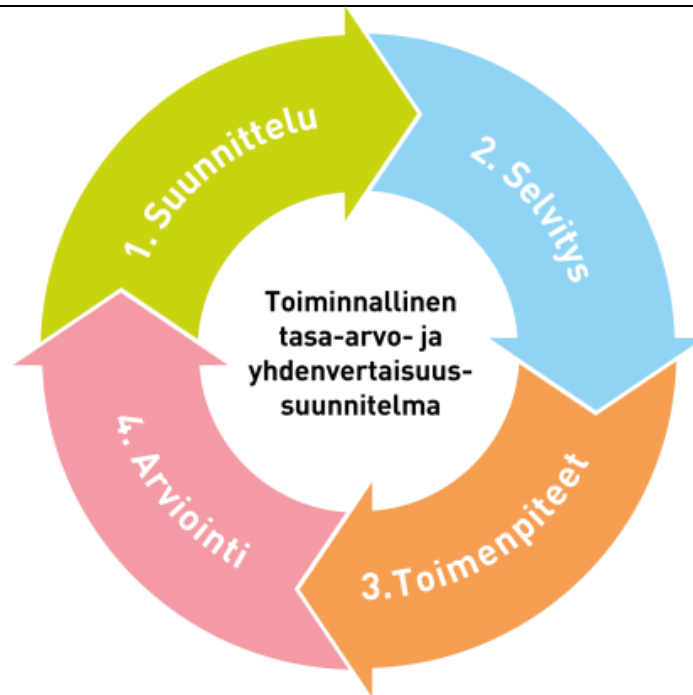 1. Suunnittelu
2. Selvitys
Toiminnallinen
tasa-arvo- ja
yhdenvertaisuus-
suunnitelma
3.Toimenpiteet
4. Arviointi